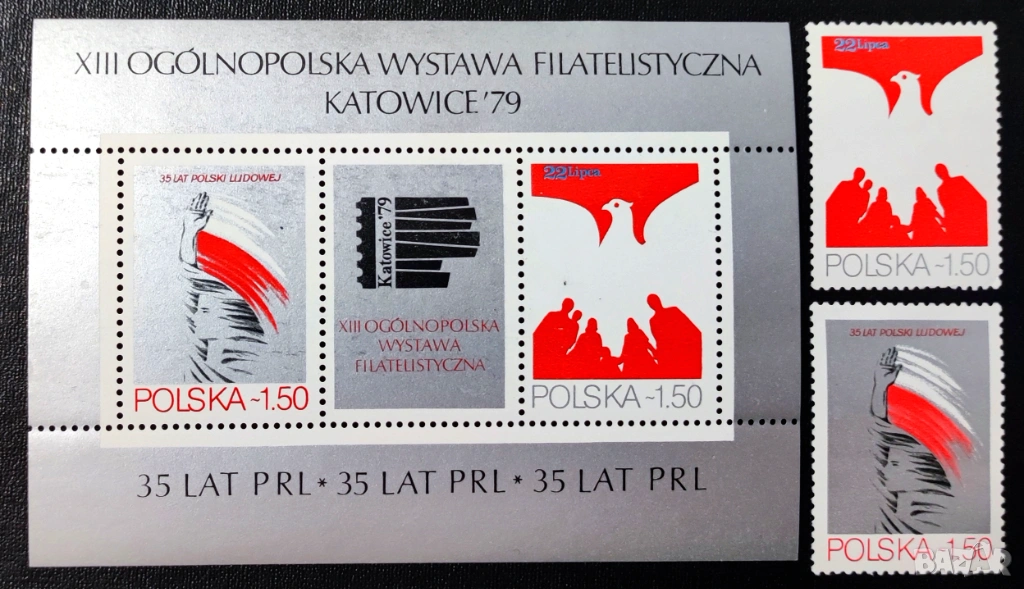 XIII OGÓLNOPOLSKA WYSTAWA FILATELISTYCZNA
KATOWICE '79
35 LAT POLSKI LUDOWEJ
POLSKA ~1.50
Katowice '79
XIII OGÓLNOPOLSKA
WYSTAWA
FILATELISTYCZNA
22 Lipca
POLSKA ~1.50
35 LAT PRL * 35 LAT PRL * 35 LAT PRL
22 Lipca
POLSKA ~1.50
35 LAT POLSKI LUDOWEJ
POLSKA ~1.50
BAZAR